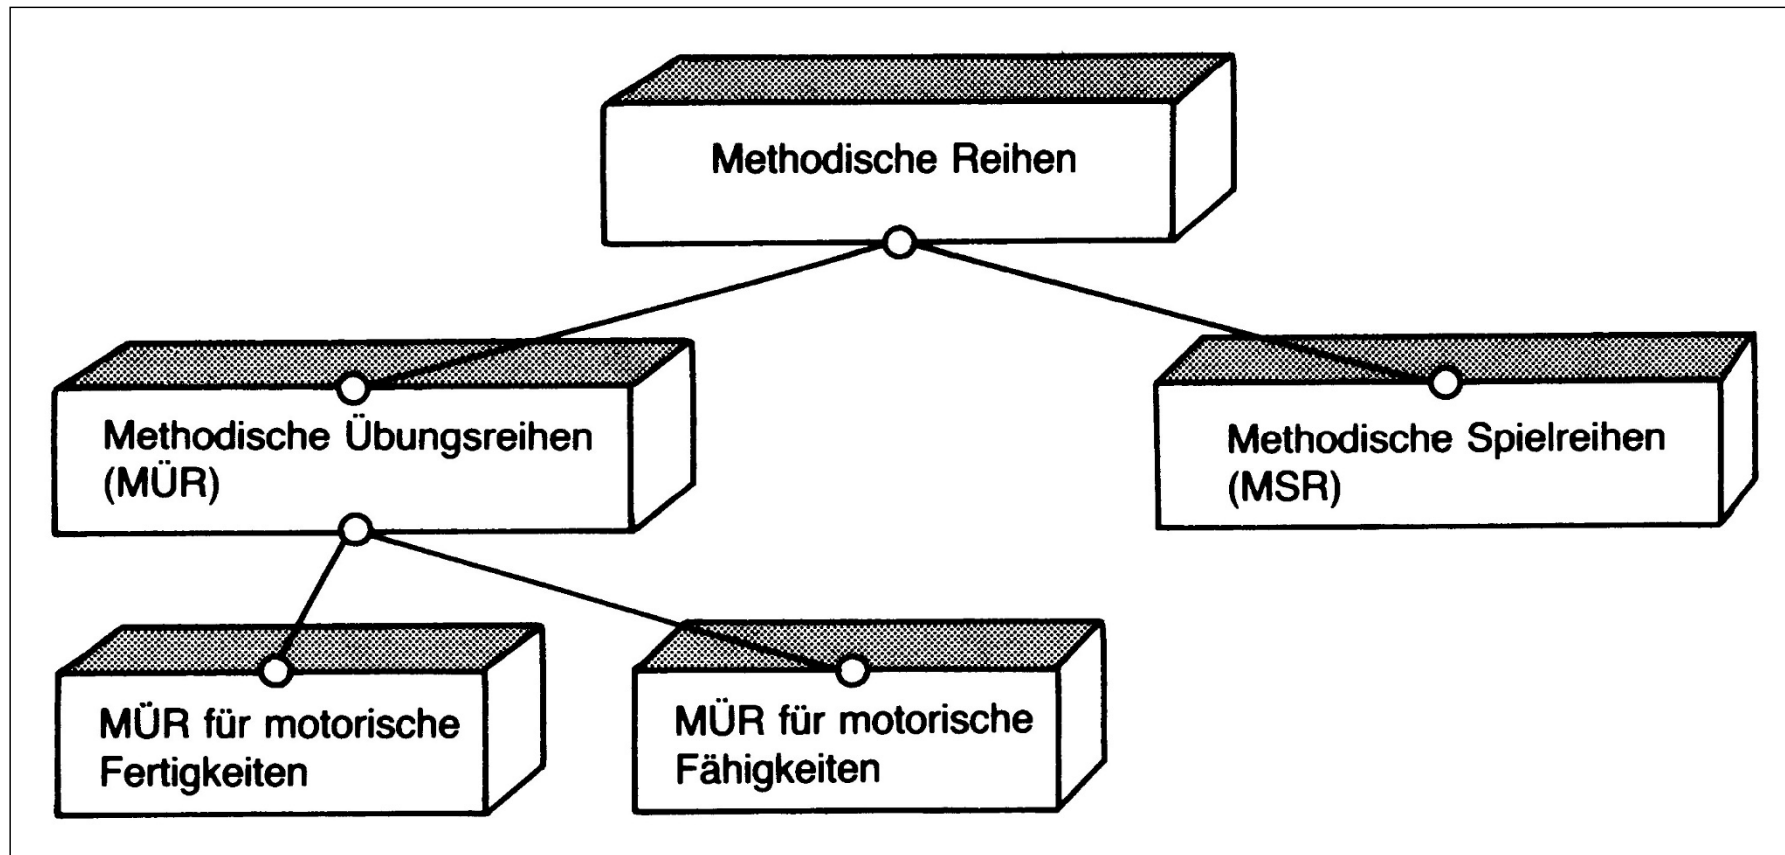 Methodische Reihen
Methodische Übungsreihen
(MÜR)
Methodische Spielreihen
(MSR)
MÜR für motorische
Fertigkeiten
MÜR für motorische
Fähigkeiten